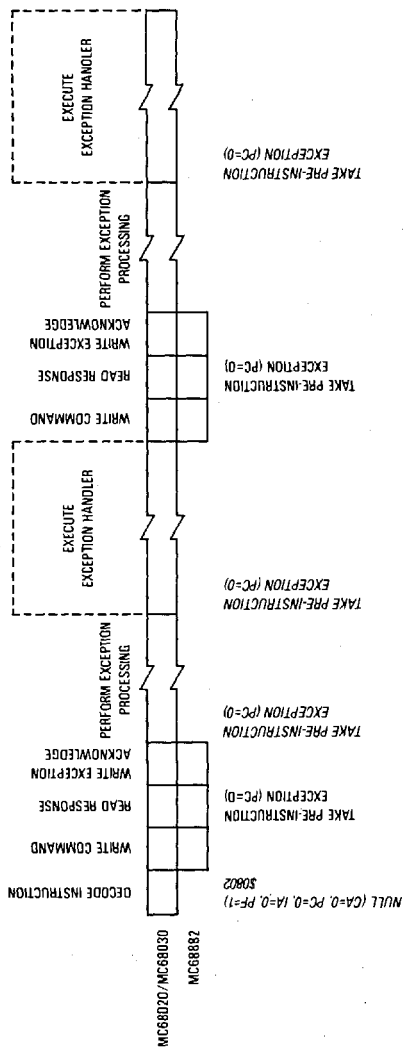 MC68020/MC68030
MC68882
DECODE INSTRUCTION
WRITE COMMAND
READ RESPONSE
WRITE EXCEPTION
ACKNOWLEDGE
PERFORM EXCEPTION
PROCESSING
EXECUTE
EXCEPTION HANDLER
WRITE COMMAND
READ RESPONSE
WRITE EXCEPTION
ACKNOWLEDGE
PERFORM EXCEPTION
PROCESSING
EXECUTE
EXCEPTION HANDLER
NULL (CA=0, PC=0, IA=0, PF=1)
$0802
TAKE PRE-INSTRUCTION
EXCEPTION (PC=0)
TAKE PRE-INSTRUCTION
EXCEPTION (PC=0)
TAKE PRE-INSTRUCTION
EXCEPTION (PC=0)
TAKE PRE-INSTRUCTION
EXCEPTION (PC=0)
TAKE PRE-INSTRUCTION
EXCEPTION (PC=0)